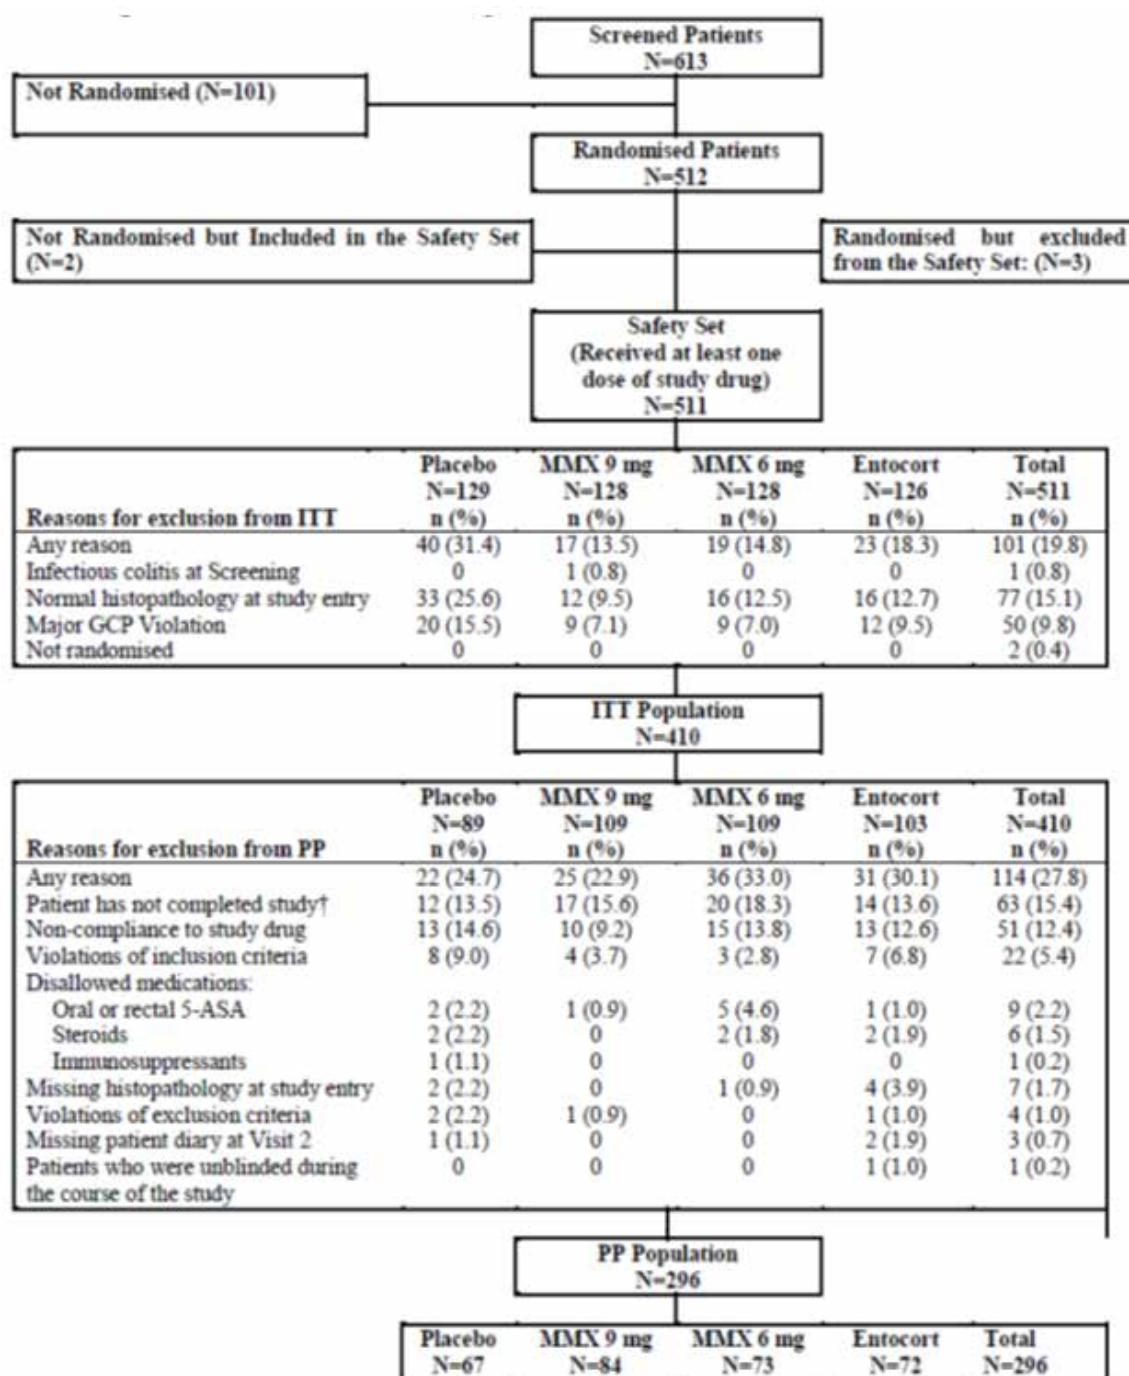 Screened Patients
N=613
Not Randomised (N=101)
Randomised Patients
N=512
Not Randomised but Included in the Safety Set
(N=2)
Randomised but excluded
from the Safety Set: (N=3)
Safety Set
(Received at least one
dose of study drug)
N=511
Placebo MMX 9 mg MMX 6 mg Entocort Total
N=129 N=128 N=128 N=126 N=511
Reasons for exclusion from ITT n (%) n (%) n (%) n (%) n (%)
Any reason 40 (31.4) 17 (13.5) 19 (14.8) 23 (18.3) 101 (19.8)
Infectious colitis at Screening 0 1 (0.8) 0 0 1 (0.8)
Normal histopathology at study entry 33 (25.6) 12 (9.5) 16 (12.5) 16 (12.7) 77 (15.1)
Major GCP Violation 20 (15.5) 9 (7.1) 9 (7.0) 12 (9.5) 50 (9.8)
Not randomised 0 0 0 0 2 (0.4)
ITT Population
N=410
Placebo MMX 9 mg MMX 6 mg Entocort Total
N=89 N=109 N=109 N=103 N=410
Reasons for exclusion from PP n (%) n (%) n (%) n (%) n (%)
Any reason 22 (24.7) 25 (22.9) 36 (33.0) 31 (30.1) 114 (27.8)
Patient has not completed study† 12 (13.5) 17 (15.6) 20 (18.3) 14 (13.6) 63 (15.4)
Non-compliance to study drug 13 (14.6) 10 (9.2) 15 (13.8) 13 (12.6) 51 (12.4)
Violations of inclusion criteria 8 (9.0) 4 (3.7) 3 (2.8) 7 (6.8) 22 (5.4)
Disallowed medications:
Oral or rectal 5-ASA 2 (2.2) 1 (0.9) 5 (4.6) 1 (1.0) 9 (2.2)
Steroids 2 (2.2) 0 2 (1.8) 2 (1.9) 6 (1.5)
Immunosuppressants 1 (1.1) 0 0 0 1 (0.2)
Missing histopathology at study entry 2 (2.2) 0 1 (0.9) 4 (3.9) 7 (1.7)
Violations of exclusion criteria 2 (2.2) 1 (0.9) 0 1 (1.0) 4 (1.0)
Missing patient diary at Visit 2 1 (1.1) 0 0 2 (1.9) 3 (0.7)
Patients who were unblinded during 0 0 0 1 (1.0) 1 (0.2)
the course of the study
PP Population
N=296
Placebo MMX 9 mg MMX 6 mg Entocort Total
N=67 N=84 N=73 N=72 N=296